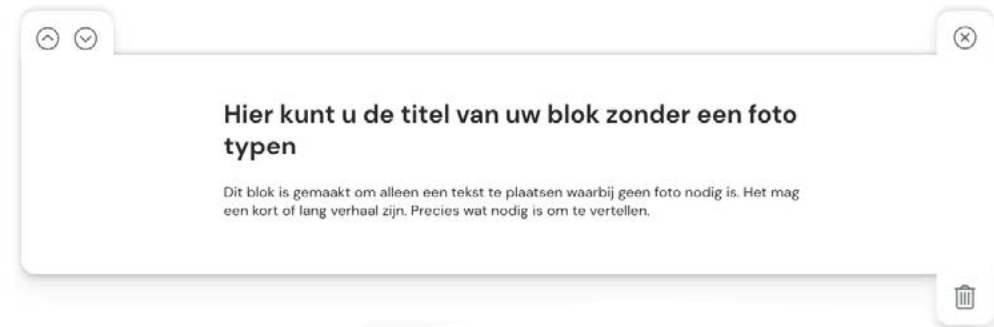 Hier kunt u de titel van uw blok zonder een foto
typen
Dit blok is gemaakt om alleen een tekst te plaatsen waarbij geen foto nodig is. Het mag
een kort of lang verhaal zijn. Precies wat nodig is om te vertellen.